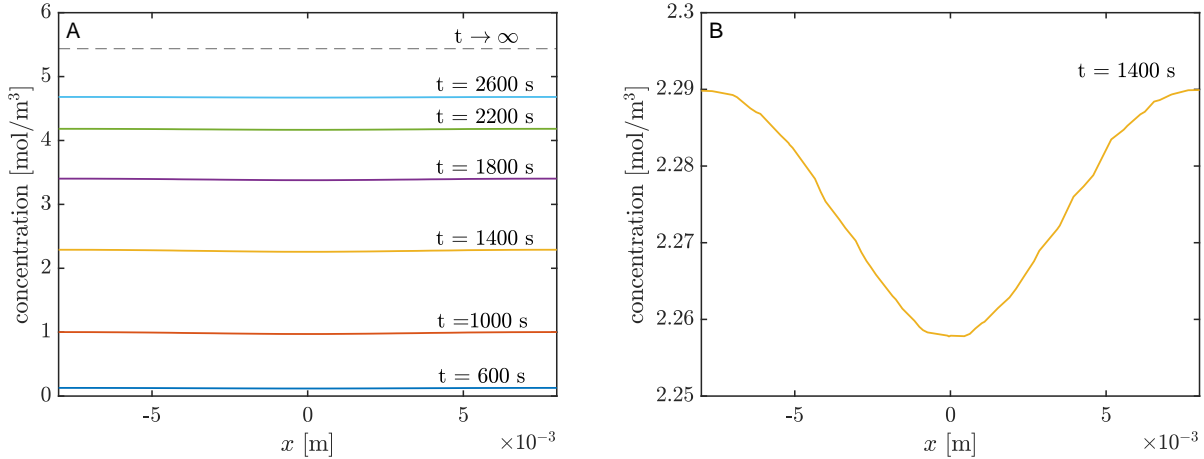 A
t → ∞
t = 2600 s
t = 2200 s
t = 1800 s
t = 1400 s
t =1000 s
t = 600 s
6
5
4
3
2
1
0
-5
0
5
×10⁻³
x [m]
concentration [mol/m³]
B
t = 1400 s
2.3
2.29
2.28
2.27
2.26
2.25
-5
0
5
×10⁻³
x [m]
concentration [mol/m³]